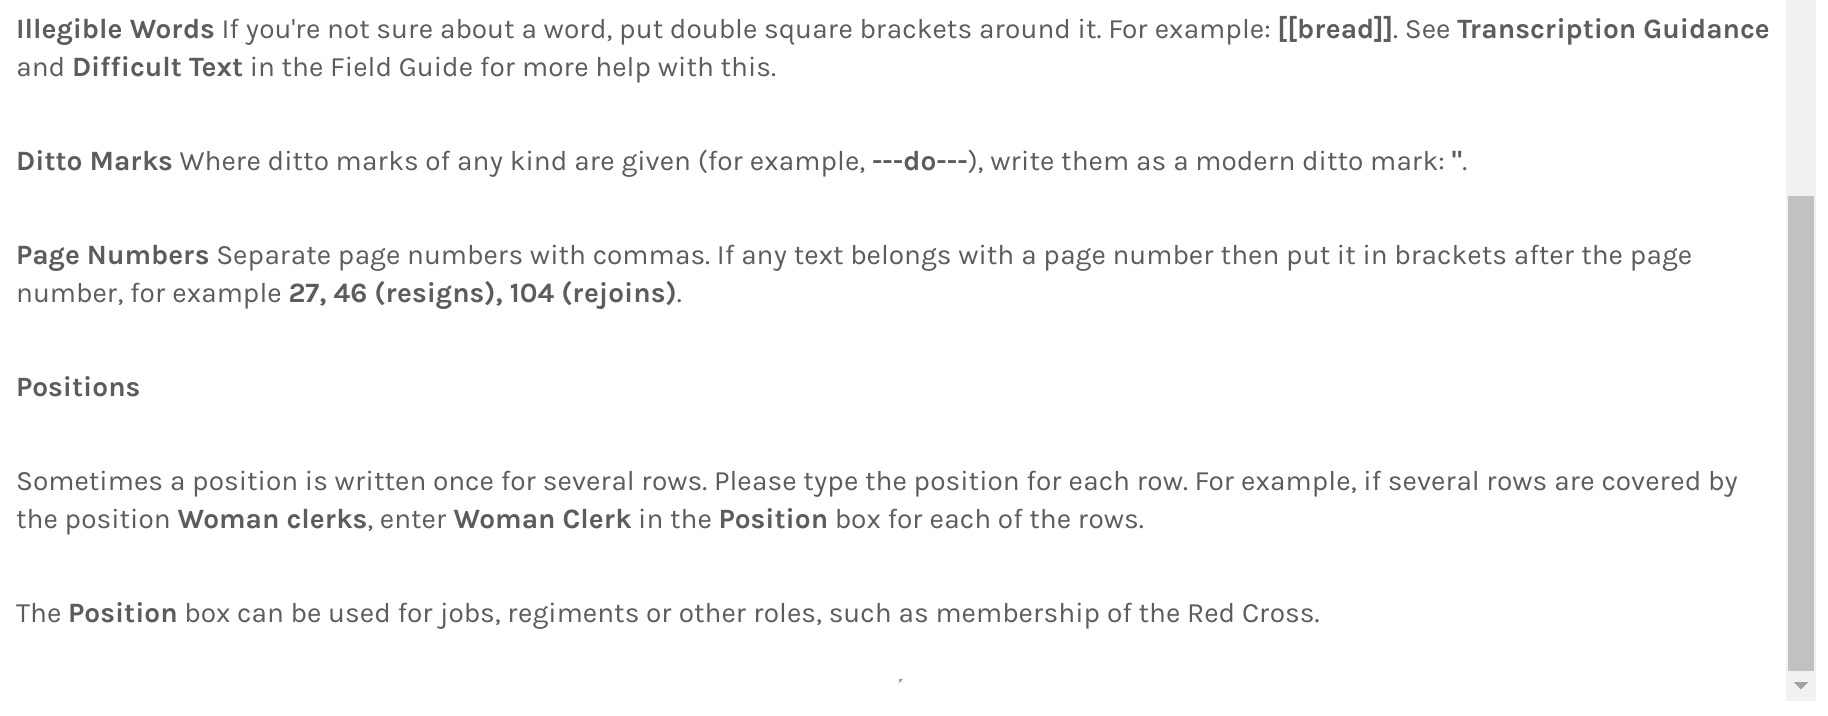 Illegible Words If you're not sure about a word, put double square brackets around it. For example: [[bread]]. See Transcription Guidance
and Difficult Text in the Field Guide for more help with this.
Ditto Marks Where ditto marks of any kind are given (for example, ---do---), write them as a modern ditto mark: ".
Page Numbers Separate page numbers with commas. If any text belongs with a page number then put it in brackets after the page
number, for example 27, 46 (resigns), 104 (rejoins).
Positions
Sometimes a position is written once for several rows. Please type the position for each row. For example, if several rows are covered by
the position Woman clerks, enter Woman Clerk in the Position box for each of the rows.
The Position box can be used for jobs, regiments or other roles, such as membership of the Red Cross.